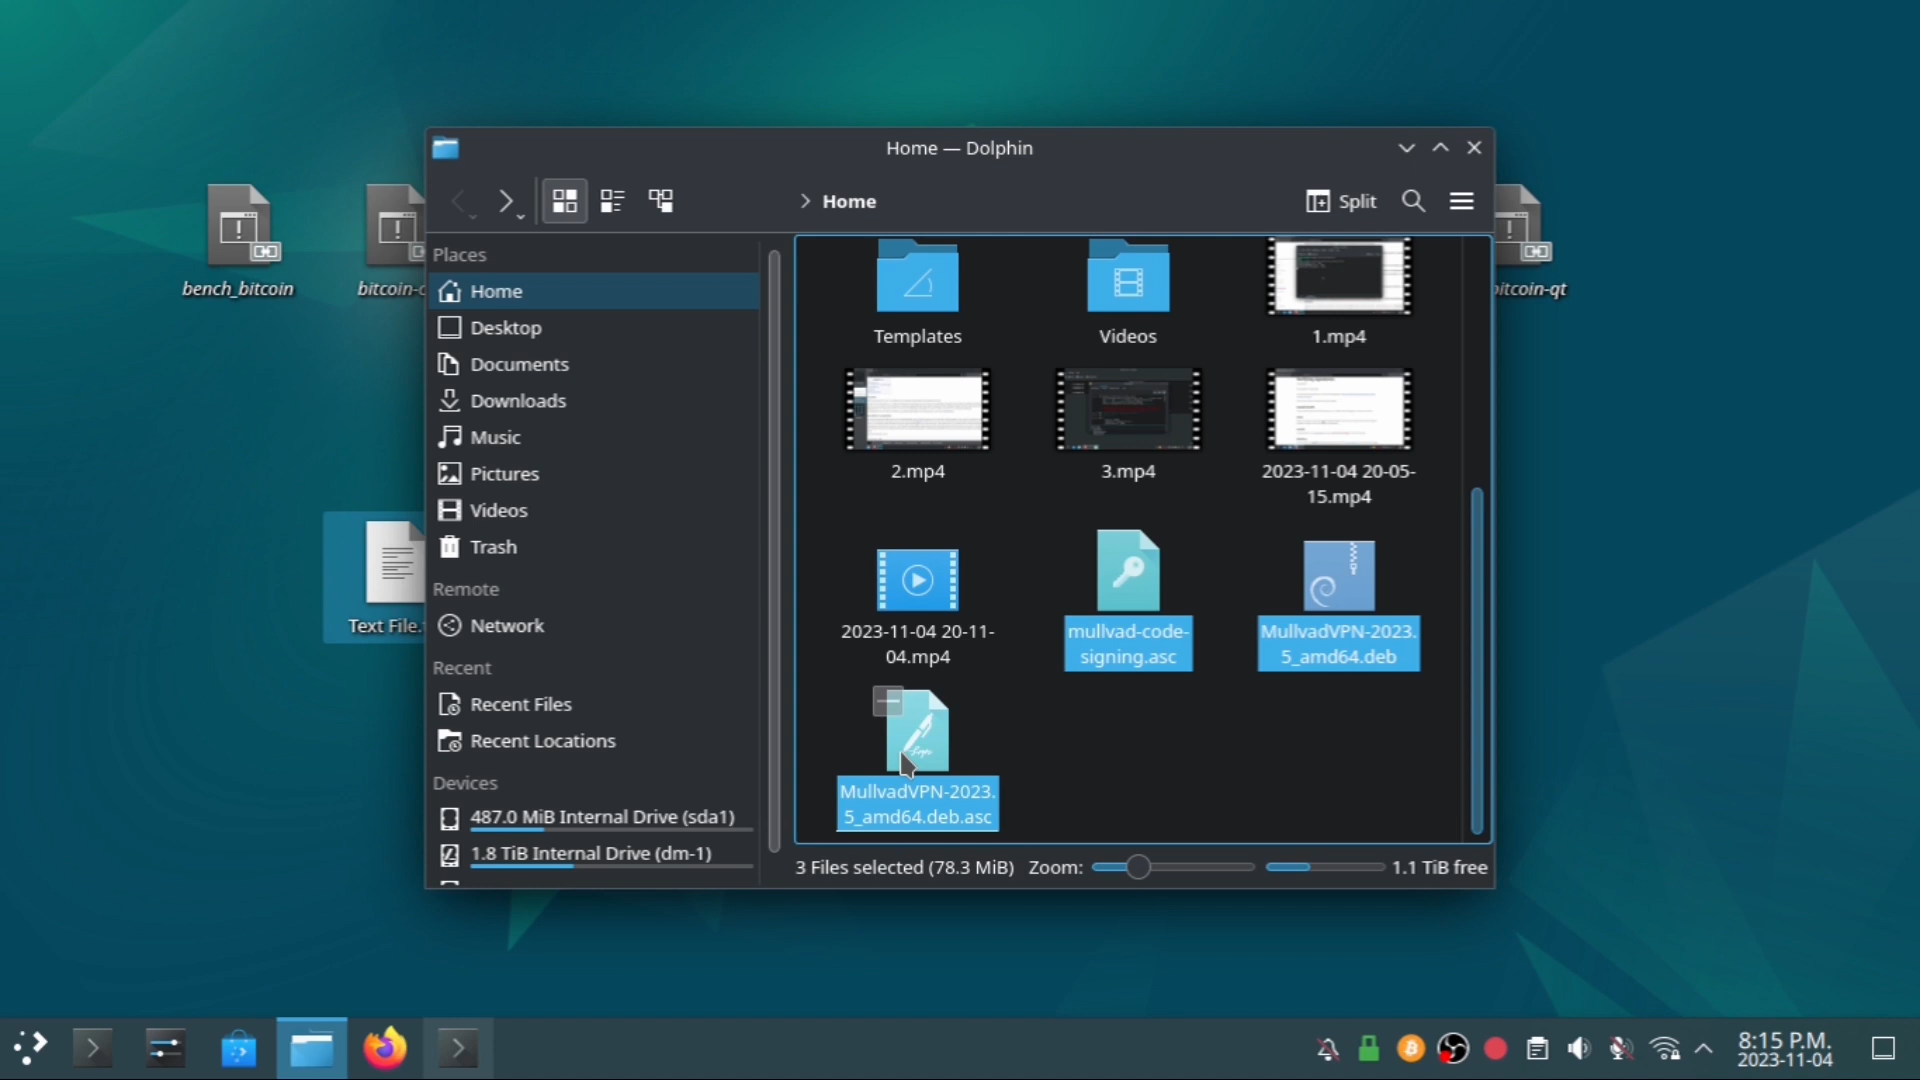 Home — Dolphin
Home
Split
Places
Home
Desktop
Documents
Downloads
Music
Pictures
Videos
Trash
Remote
Network
Recent
Recent Files
Recent Locations
Devices
487.0 MiB Internal Drive (sda1)
1.8 TiB Internal Drive (dm-1)
Templates
Videos
1.mp4
2.mp4
3.mp4
2023-11-04 20-05-
15.mp4
2023-11-04 20-11-
04.mp4
mullvad-code-
signing.asc
MullvadVPN-2023.
5_amd64.deb
MullvadVPN-2023.
5_amd64.deb.asc
3 Files selected (78.3 MiB)
Zoom:
1.1 TiB free
bench_bitcoin
bitcoin-c
itcoin-qt
Text File.
8:15 P.M.
2023-11-04